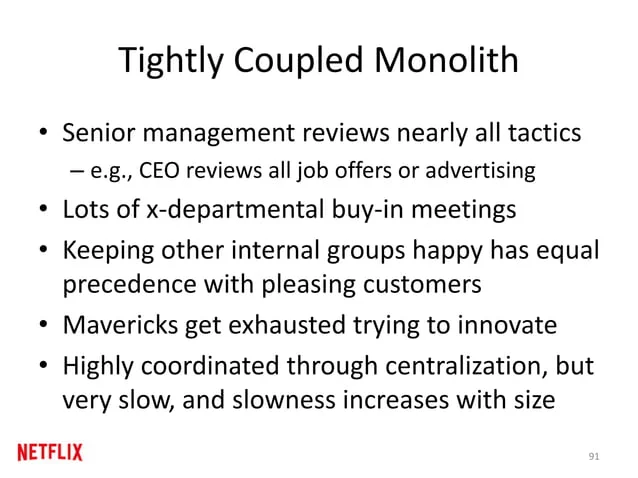 Tightly Coupled Monolith
• Senior management reviews nearly all tactics
– e.g., CEO reviews all job offers or advertising
• Lots of x-departmental buy-in meetings
• Keeping other internal groups happy has equal
precedence with pleasing customers
• Mavericks get exhausted trying to innovate
• Highly coordinated through centralization, but
very slow, and slowness increases with size
NETFLIX
91